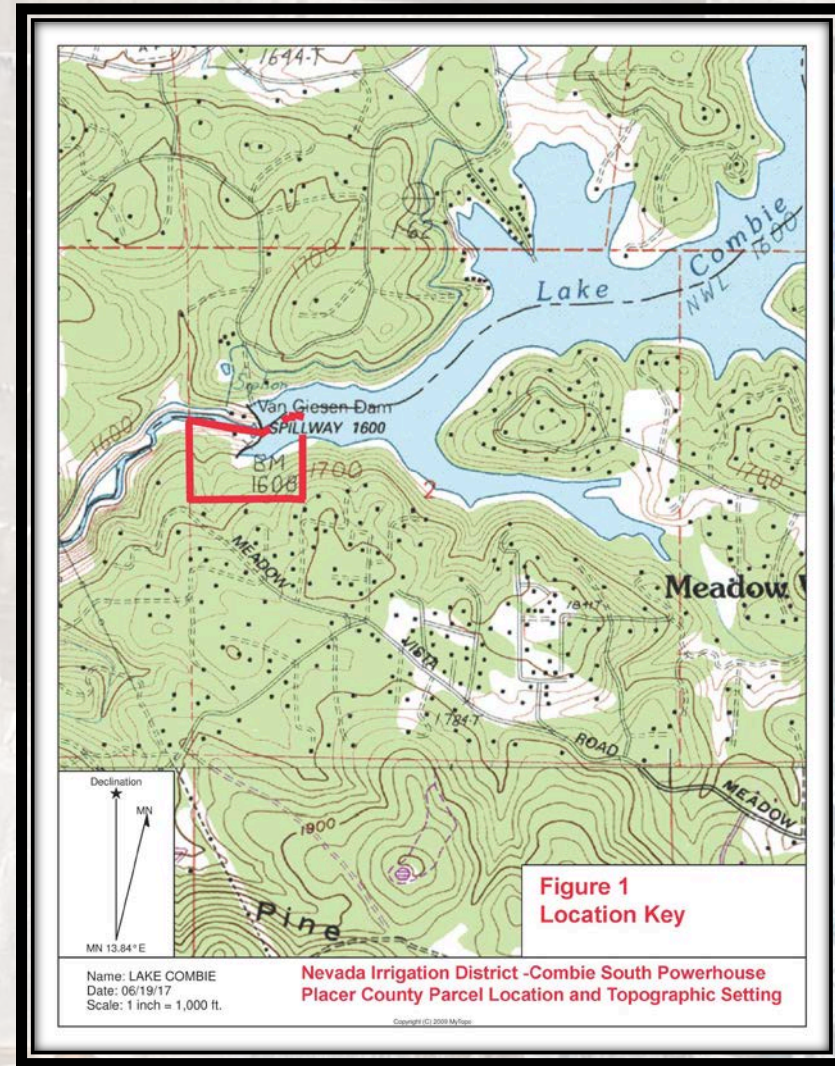 1644-T
1700
1-62
Lake Combie
NWL 1600
Siphon
Van Giesen Dam
SPILLWAY 1600
1600
BM
1608
1700
2
1700
MEADOW
VISTA
ROAD
Meadow V
1784-T
MEADOW
1900
Pine
Declination
MN
MN 13.84° E
Figure 1
Location Key
Name: LAKE COMBIE
Date: 06/19/17
Scale: 1 inch = 1,000 ft.
Nevada Irrigation District -Combie South Powerhouse
Placer County Parcel Location and Topographic Setting
Copyright (C) 2009 MyTopo